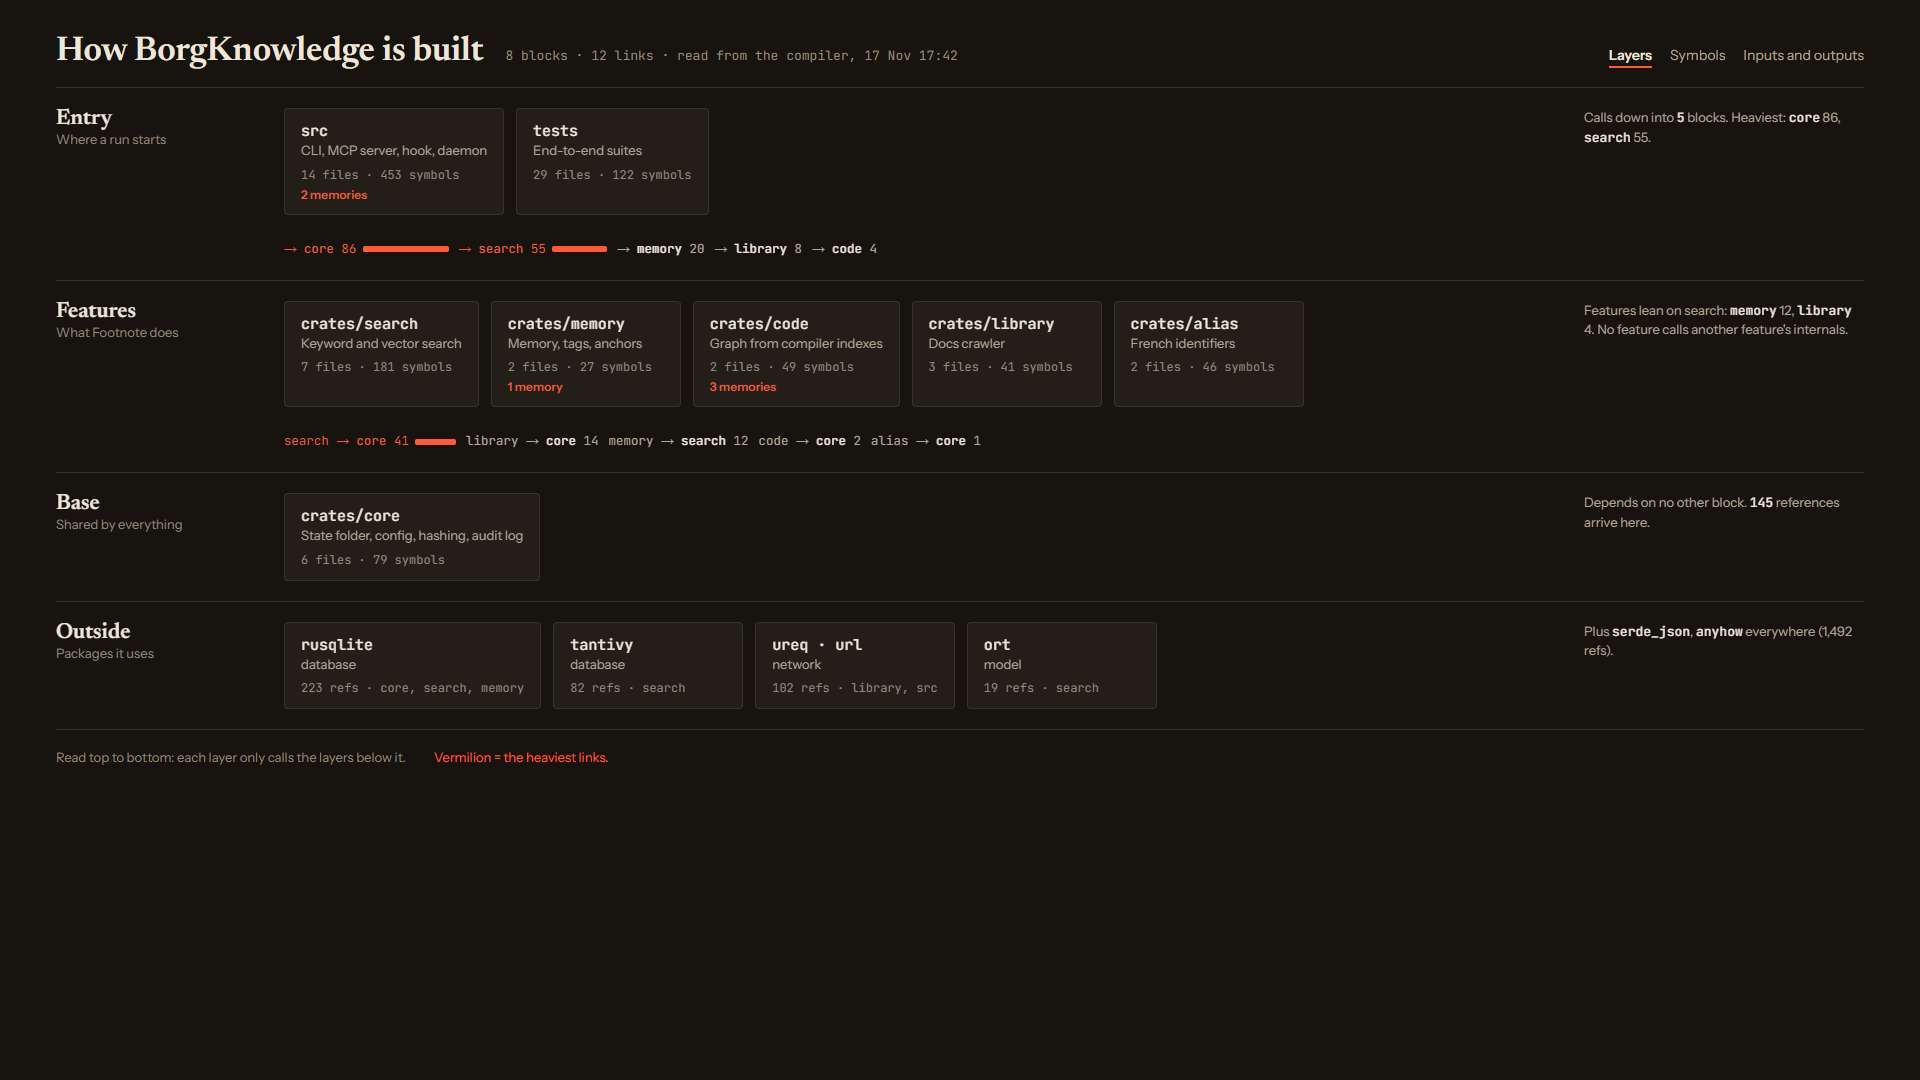 How BorgKnowledge is built
8 blocks · 12 links · read from the compiler, 17 Nov 17:42
Layers Symbols Inputs and outputs
Entry
Where a run starts
src
CLI, MCP server, hook, daemon
14 files · 453 symbols
2 memories
tests
End-to-end suites
29 files · 122 symbols
Calls down into 5 blocks. Heaviest: core 86,
search 55.
→ core 86 → search 55 → memory 20 → library 8 → code 4
Features
What Footnote does
crates/search
Keyword and vector search
7 files · 181 symbols
crates/memory
Memory, tags, anchors
2 files · 27 symbols
1 memory
crates/code
Graph from compiler indexes
2 files · 49 symbols
3 memories
crates/library
Docs crawler
3 files · 41 symbols
crates/alias
French identifiers
2 files · 46 symbols
Features lean on search: memory 12, library
4. No feature calls another feature's internals.
search → core 41 library → core 14 memory → search 12 code → core 2 alias → core 1
Base
Shared by everything
crates/core
State folder, config, hashing, audit log
6 files · 79 symbols
Depends on no other block. 145 references
arrive here.
Outside
Packages it uses
rusqlite
database
223 refs · core, search, memory
tantivy
database
82 refs · search
ureq · url
network
102 refs · library, src
ort
model
19 refs · search
Plus serde_json, anyhow everywhere (1,492
refs).
Read top to bottom: each layer only calls the layers below it. Vermilion = the heaviest links.